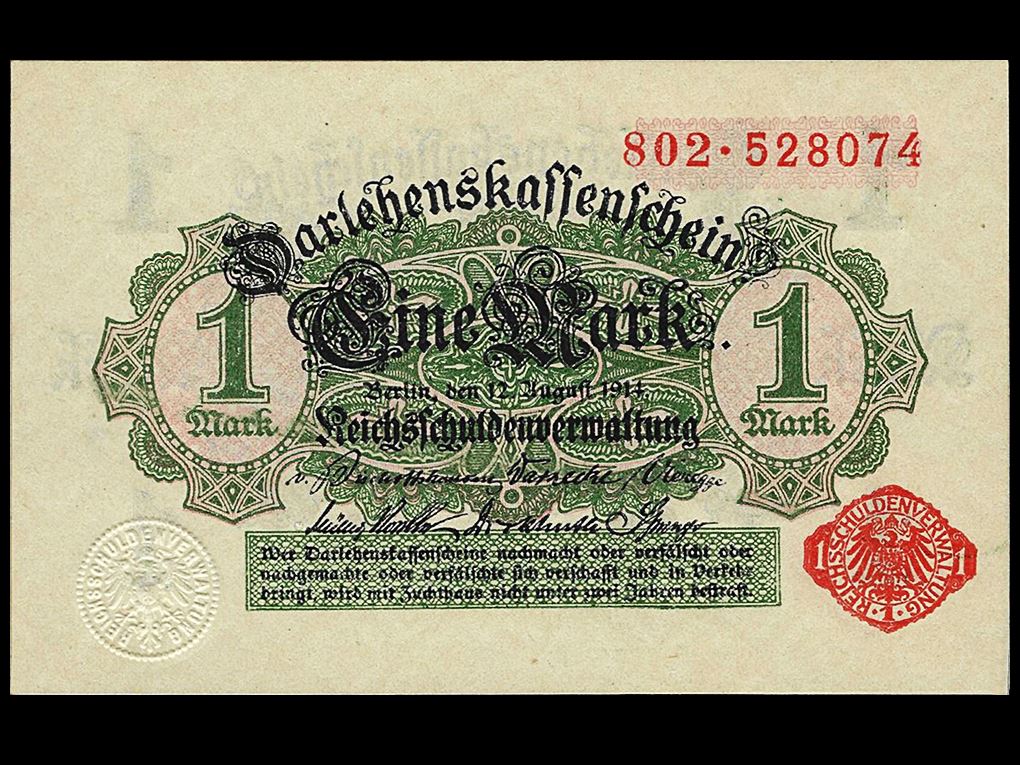 802·528074
Darlehenskassenschein
Eine Mark.
1 Mark
1 Mark
Berlin, den 12. August 1914.
Reichsschuldenverwaltung
Wer Darlehenskassenscheine nachmacht oder verfälscht oder
nachgemachte oder verfälschte sich verschafft und in Verkehr
bringt, wird mit Zuchthaus nicht unter zwei Jahren bestraft.
REICHSSCHULDENVERWALTUNG
1 REICHSSCHULDENVERWALTUNG 1
·1·